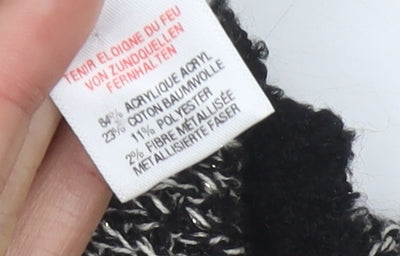 TENIR ELOIGNE DU FEU
VON ZUNDQUELLEN
FERNHALTEN
64% ACRYLIQUE ACRYL
23% COTON BAUMWOLLE
11% POLYESTER
2% FIBRE METALLISÉE
METALLISIERTE FASER